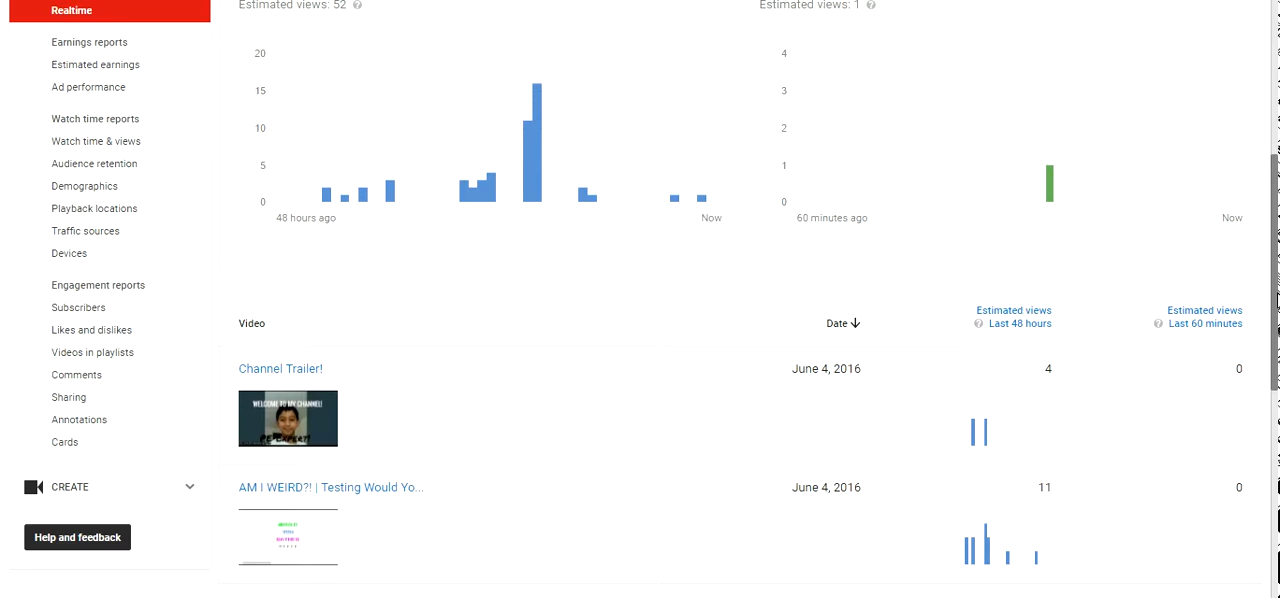 Realtime
Estimated views: 52
Estimated views: 1
Earnings reports
Estimated earnings
Ad performance
Watch time reports
Watch time & views
Audience retention
Demographics
Playback locations
Traffic sources
Devices
Engagement reports
Subscribers
Likes and dislikes
Videos in playlists
Comments
Sharing
Annotations
Cards
CREATE
Help and feedback
20
15
10
5
0
48 hours ago
Now
4
3
2
1
0
60 minutes ago
Now
Video
Date
Estimated views
Last 48 hours
Estimated views
Last 60 minutes
Channel Trailer!
June 4, 2016
4
0
WELCOME TO MY CHANNEL!
AM I WEIRD?! | Testing Would Yo...
June 4, 2016
11
0